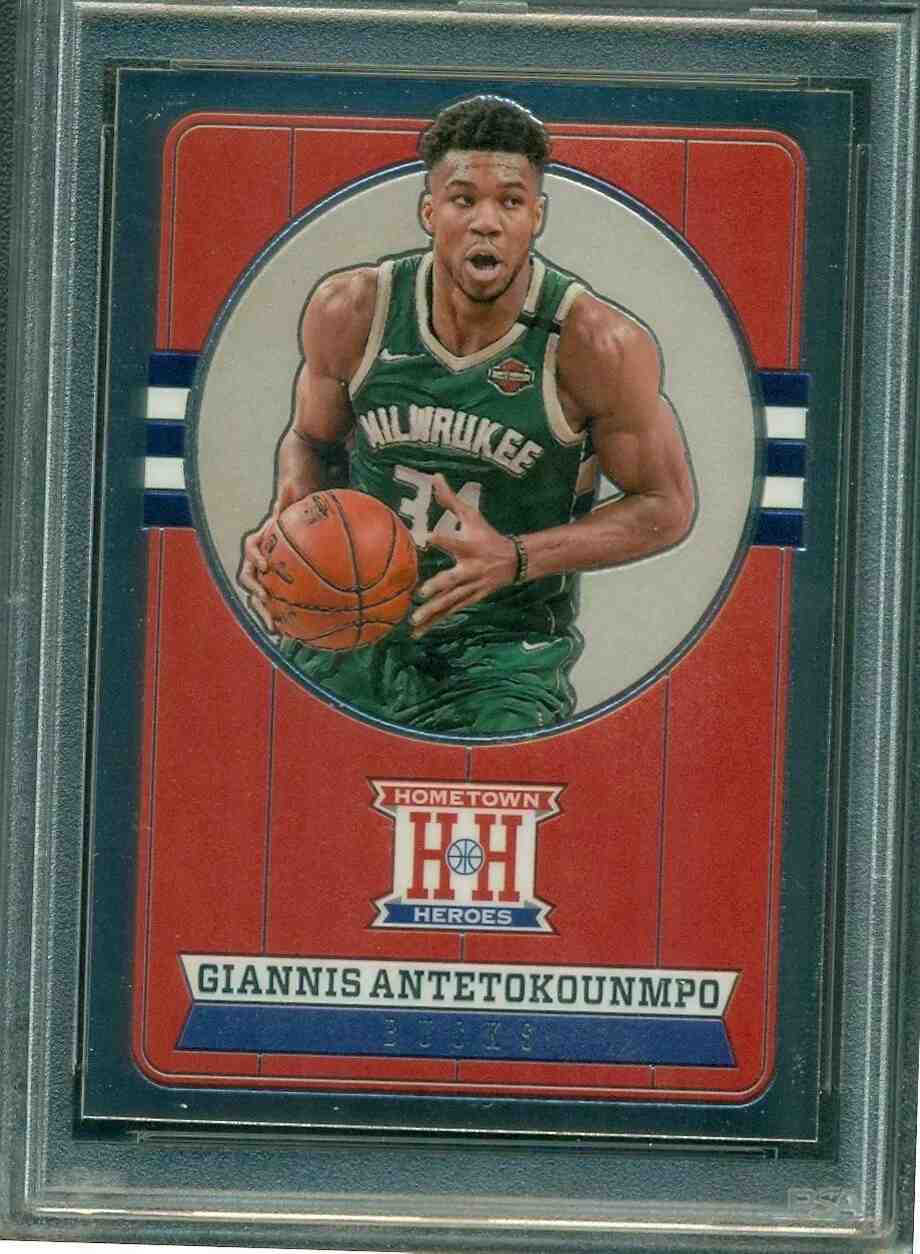 MILWAUKEE
34
HOMETOWN
HH
HEROES
GIANNIS ANTETOKOUNMPO
BUCKS
PSA